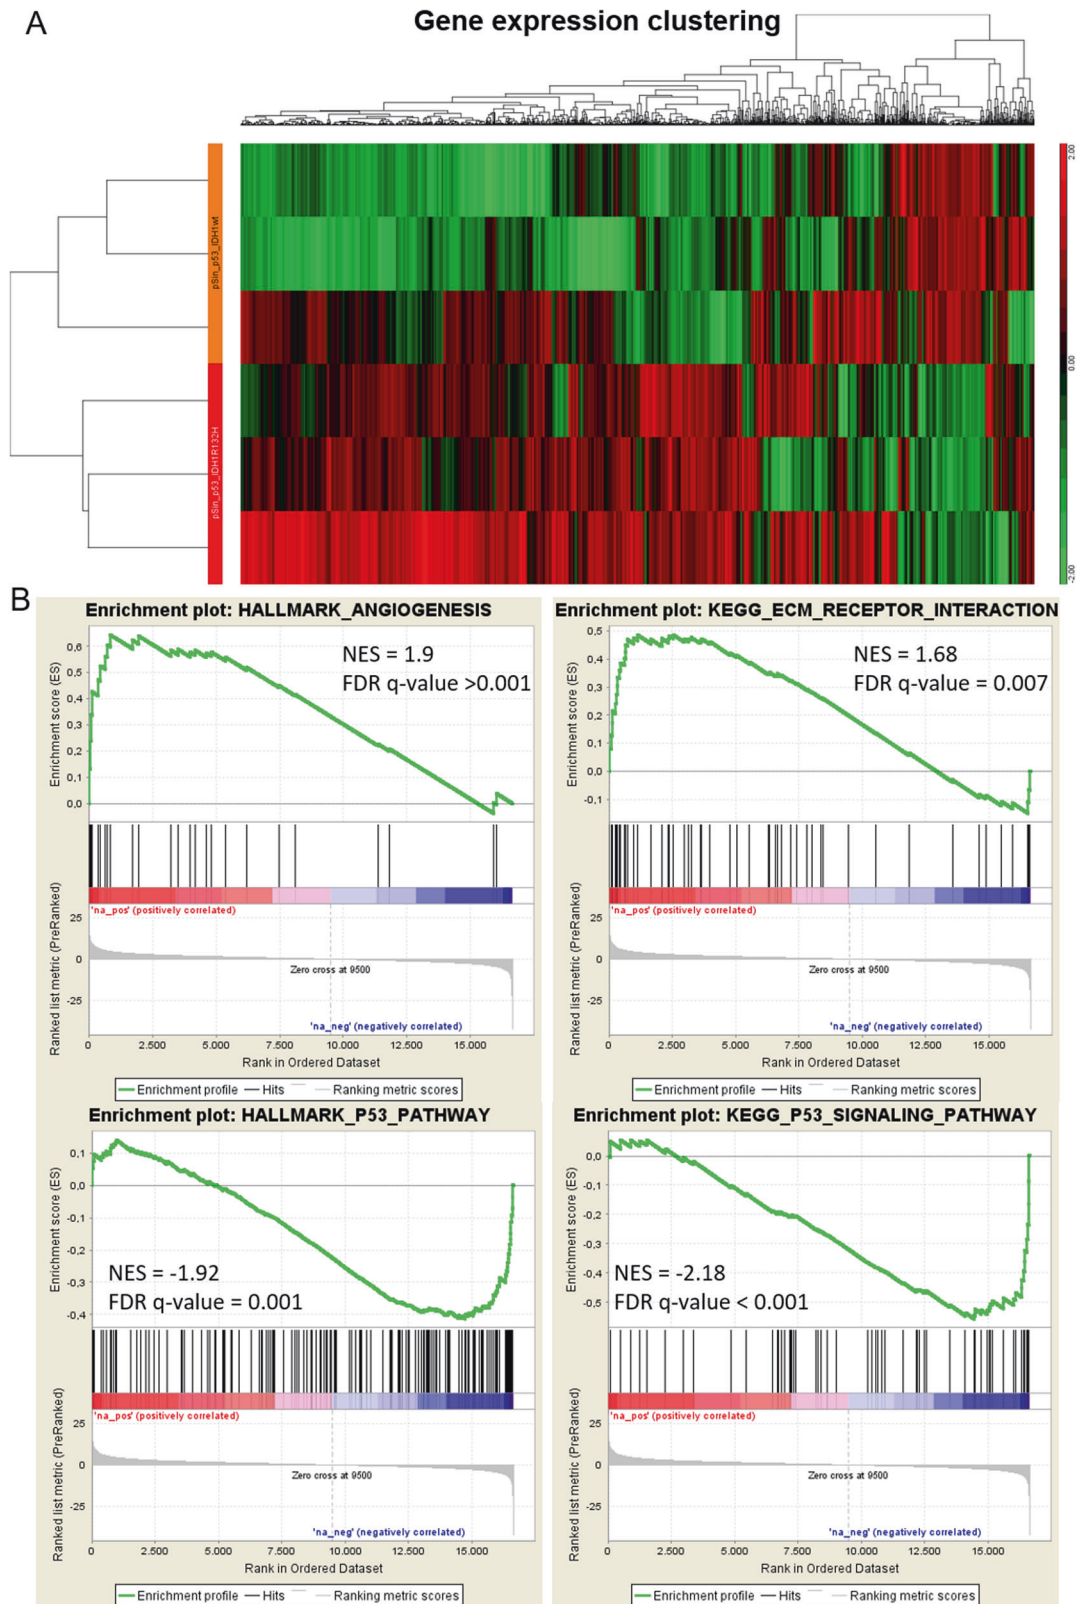 A
Gene expression clustering
pSin_p53_IDH1wt
pSin_p53_IDH1R132H
2.00
0.00
-2.00
B
Enrichment plot: HALLMARK_ANGIOGENESIS
NES = 1.9
FDR q-value >0.001
Enrichment score (ES)
0,6
0,5
0,4
0,3
0,2
0,1
0,0
'na_pos' (positively correlated)
Ranked list metric (PreRanked)
25
0
-25
Zero cross at 9500
'na_neg' (negatively correlated)
0 2.500 5.000 7.500 10.000 12.500 15.000
Rank in Ordered Dataset
Enrichment profile Hits Ranking metric scores
Enrichment plot: KEGG_ECM_RECEPTOR_INTERACTION
NES = 1.68
FDR q-value = 0.007
Enrichment score (ES)
0,5
0,4
0,3
0,2
0,1
0,0
-0,1
'na_pos' (positively correlated)
Ranked list metric (PreRanked)
25
0
-25
Zero cross at 9500
'na_neg' (negatively correlated)
0 2.500 5.000 7.500 10.000 12.500 15.000
Rank in Ordered Dataset
Enrichment profile Hits Ranking metric scores
Enrichment plot: HALLMARK_P53_PATHWAY
Enrichment score (ES)
0,1
0,0
-0,1
-0,2
-0,3
-0,4
NES = -1.92
FDR q-value = 0.001
'na_pos' (positively correlated)
Ranked list metric (PreRanked)
25
0
-25
Zero cross at 9500
'na_neg' (negatively correlated)
0 2.500 5.000 7.500 10.000 12.500 15.000
Rank in Ordered Dataset
Enrichment profile Hits Ranking metric scores
Enrichment plot: KEGG_P53_SIGNALING_PATHWAY
Enrichment score (ES)
0,0
-0,1
-0,2
-0,3
-0,4
-0,5
NES = -2.18
FDR q-value < 0.001
'na_pos' (positively correlated)
Ranked list metric (PreRanked)
25
0
-25
Zero cross at 9500
'na_neg' (negatively correlated)
0 2.500 5.000 7.500 10.000 12.500 15.000
Rank in Ordered Dataset
Enrichment profile Hits Ranking metric scores